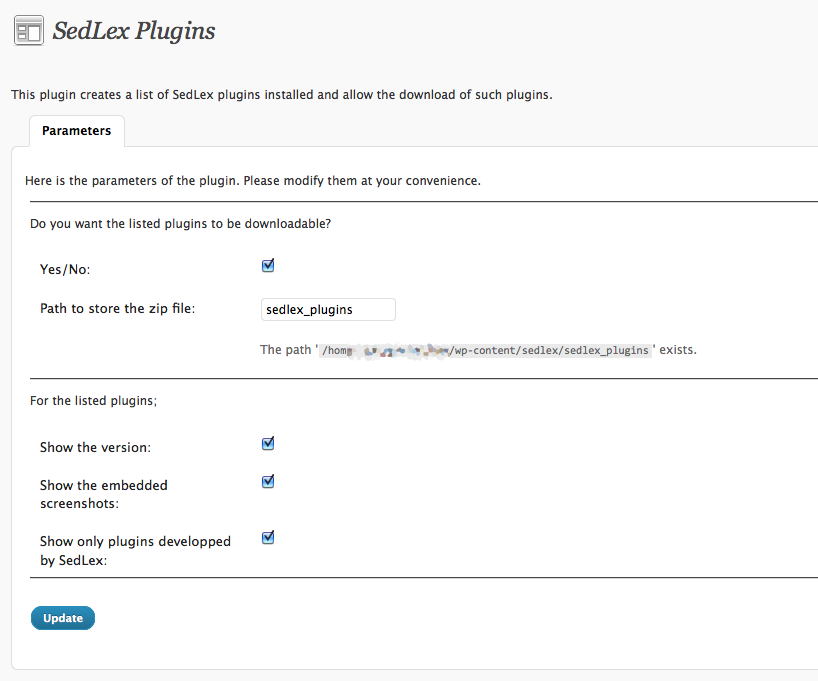 SedLex Plugins
This plugin creates a list of SedLex plugins installed and allow the download of such plugins.
Parameters
Here is the parameters of the plugin. Please modify them at your convenience.
Do you want the listed plugins to be downloadable?
Yes/No:
Path to store the zip file: sedlex_plugins
The path '/home /wp-content/sedlex/sedlex_plugins' exists.
For the listed plugins;
Show the version:
Show the embedded
screenshots:
Show only plugins developped
by SedLex:
Update